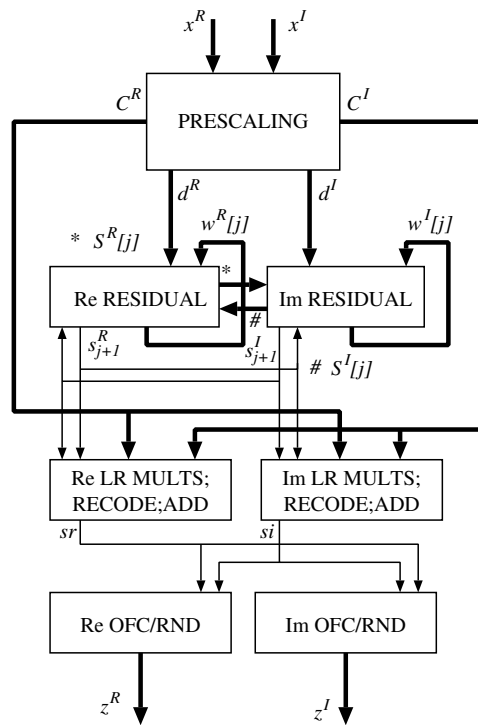 x^R x^I
C^R C^I
PRESCALING
d^R d^I
w^R[j] w^I[j]
* S^R[j]
*
Re RESIDUAL Im RESIDUAL
#
s^R_{j+1} s^I_{j+1}
# S^I[j]
Re LR MULTS; Im LR MULTS;
RECODE;ADD RECODE;ADD
sr si
Re OFC/RND Im OFC/RND
z^R z^I